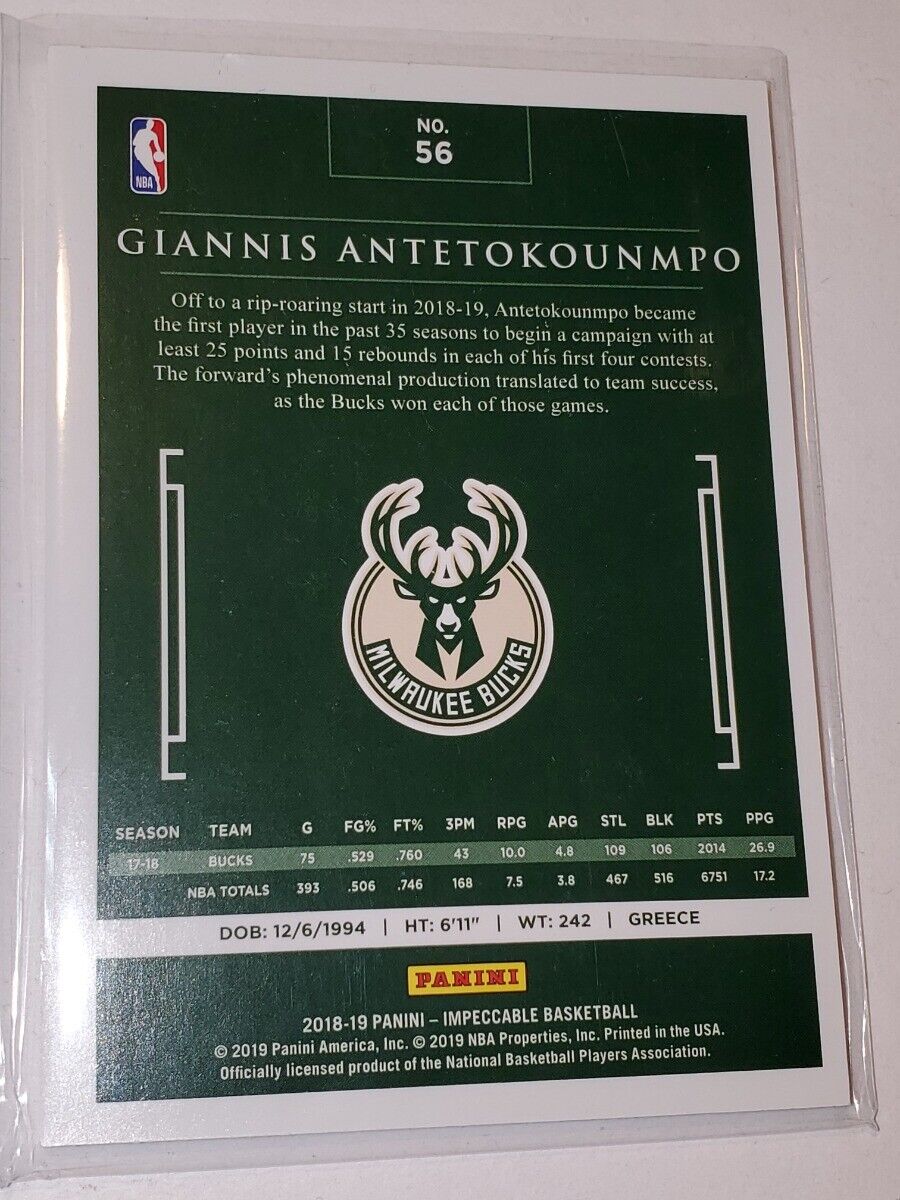 NO.
56
NBA
GIANNIS ANTETOKOUNMPO
Off to a rip-roaring start in 2018-19, Antetokounmpo became
the first player in the past 35 seasons to begin a campaign with at
least 25 points and 15 rebounds in each of his first four contests.
The forward's phenomenal production translated to team success,
as the Bucks won each of those games.
MILWAUKEE BUCKS
SEASON TEAM G FG% FT% 3PM RPG APG STL BLK PTS PPG
17-18 BUCKS 75 .529 .760 43 10.0 4.8 109 106 2014 26.9
NBA TOTALS 393 .506 .746 168 7.5 3.8 467 516 6751 17.2
DOB: 12/6/1994 | HT: 6'11" | WT: 242 | GREECE
PANINI
2018-19 PANINI – IMPECCABLE BASKETBALL
© 2019 Panini America, Inc. © 2019 NBA Properties, Inc. Printed in the USA.
Officially licensed product of the National Basketball Players Association.